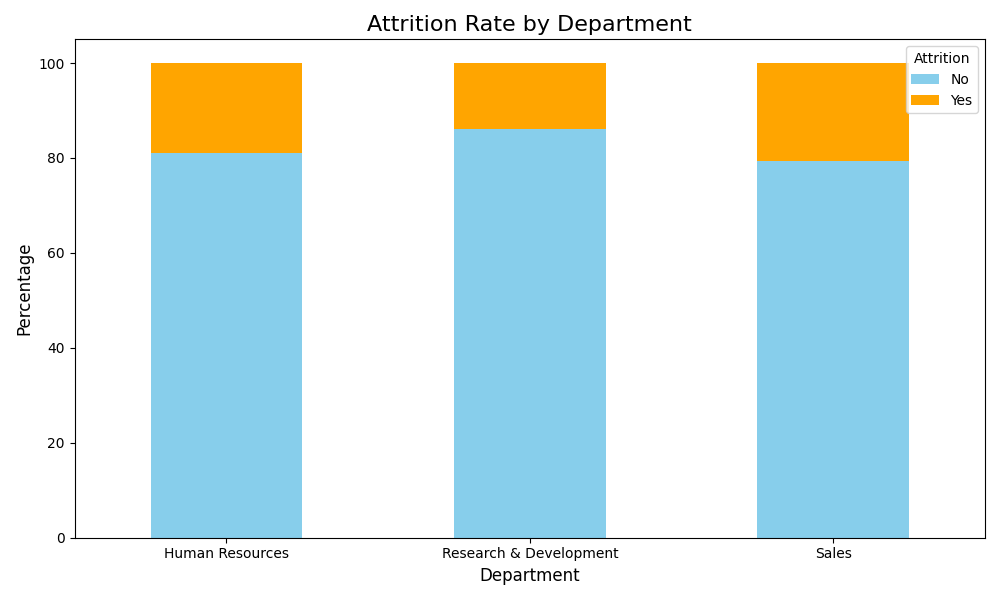 Attrition Rate by Department
Attrition
No
Yes
Percentage
100
80
60
40
20
0
Human Resources
Research & Development
Sales
Department